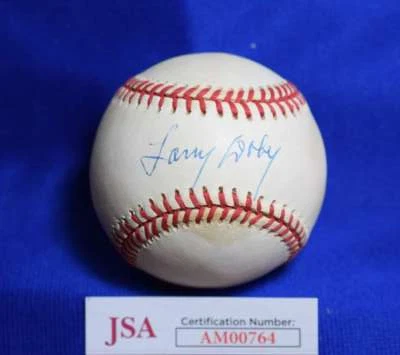 Larry Doby
JSA
Certification Number:
AM00764